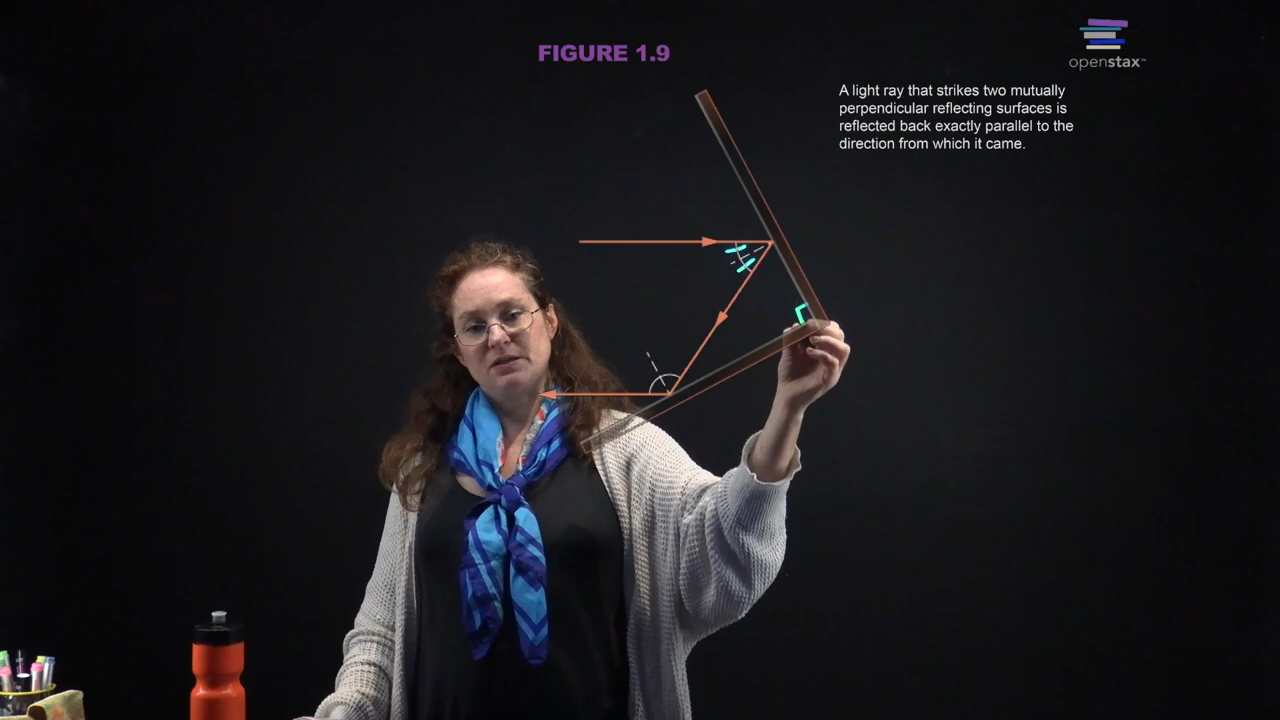 FIGURE 1.9
openstax™
A light ray that strikes two mutually
perpendicular reflecting surfaces is
reflected back exactly parallel to the
direction from which it came.